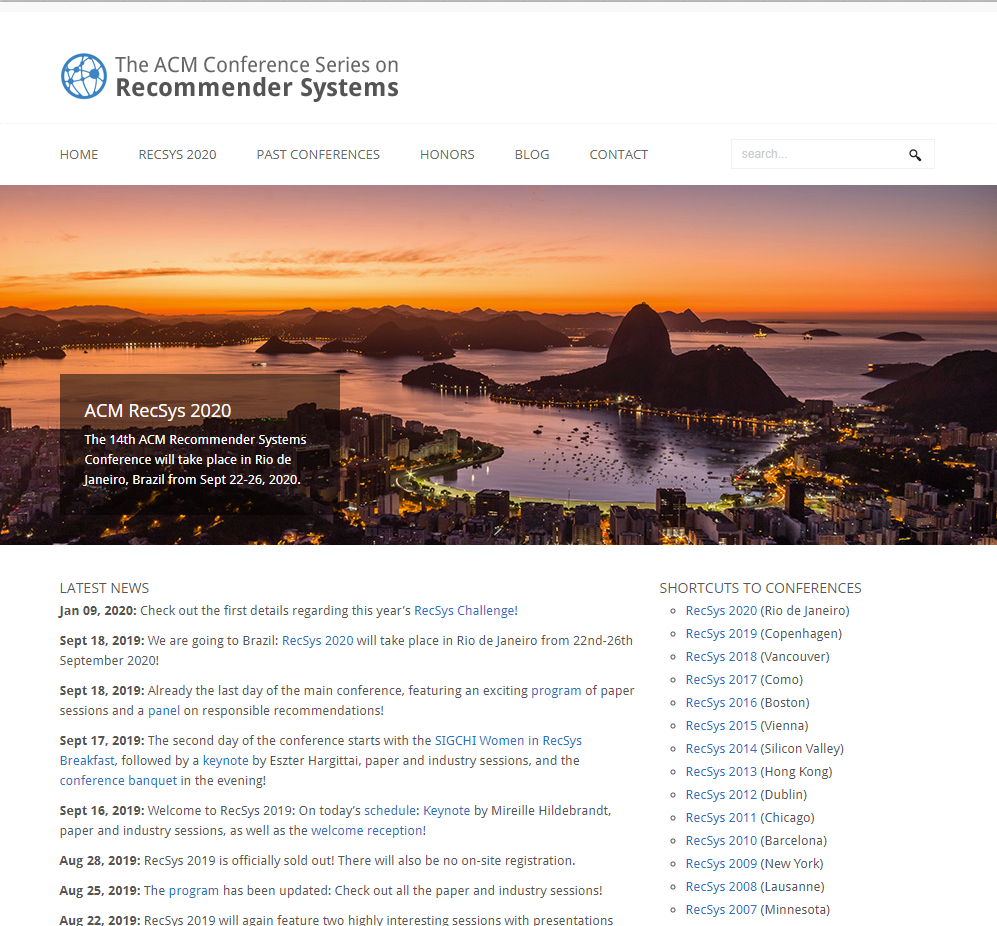 The ACM Conference Series on
Recommender Systems
HOME
RECSYS 2020
PAST CONFERENCES
HONORS
BLOG
CONTACT
search...
ACM RecSys 2020
The 14th ACM Recommender Systems
Conference will take place in Rio de
Janeiro, Brazil from Sept 22-26, 2020.
LATEST NEWS
Jan 09, 2020: Check out the first details regarding this year's RecSys Challenge!
Sept 18, 2019: We are going to Brazil: RecSys 2020 will take place in Rio de Janeiro from 22nd-26th
September 2020!
Sept 18, 2019: Already the last day of the main conference, featuring an exciting program of paper
sessions and a panel on responsible recommendations!
Sept 17, 2019: The second day of the conference starts with the SIGCHI Women in RecSys
Breakfast, followed by a keynote by Eszter Hargittai, paper and industry sessions, and the
conference banquet in the evening!
Sept 16, 2019: Welcome to RecSys 2019: On today's schedule: Keynote by Mireille Hildebrandt,
paper and industry sessions, as well as the welcome reception!
Aug 28, 2019: RecSys 2019 is officially sold out! There will also be no on-site registration.
Aug 25, 2019: The program has been updated: Check out all the paper and industry sessions!
Aug 22, 2019: RecSys 2019 will again feature two highly interesting sessions with presentations
SHORTCUTS TO CONFERENCES
RecSys 2020 (Rio de Janeiro)
RecSys 2019 (Copenhagen)
RecSys 2018 (Vancouver)
RecSys 2017 (Como)
RecSys 2016 (Boston)
RecSys 2015 (Vienna)
RecSys 2014 (Silicon Valley)
RecSys 2013 (Hong Kong)
RecSys 2012 (Dublin)
RecSys 2011 (Chicago)
RecSys 2010 (Barcelona)
RecSys 2009 (New York)
RecSys 2008 (Lausanne)
RecSys 2007 (Minnesota)